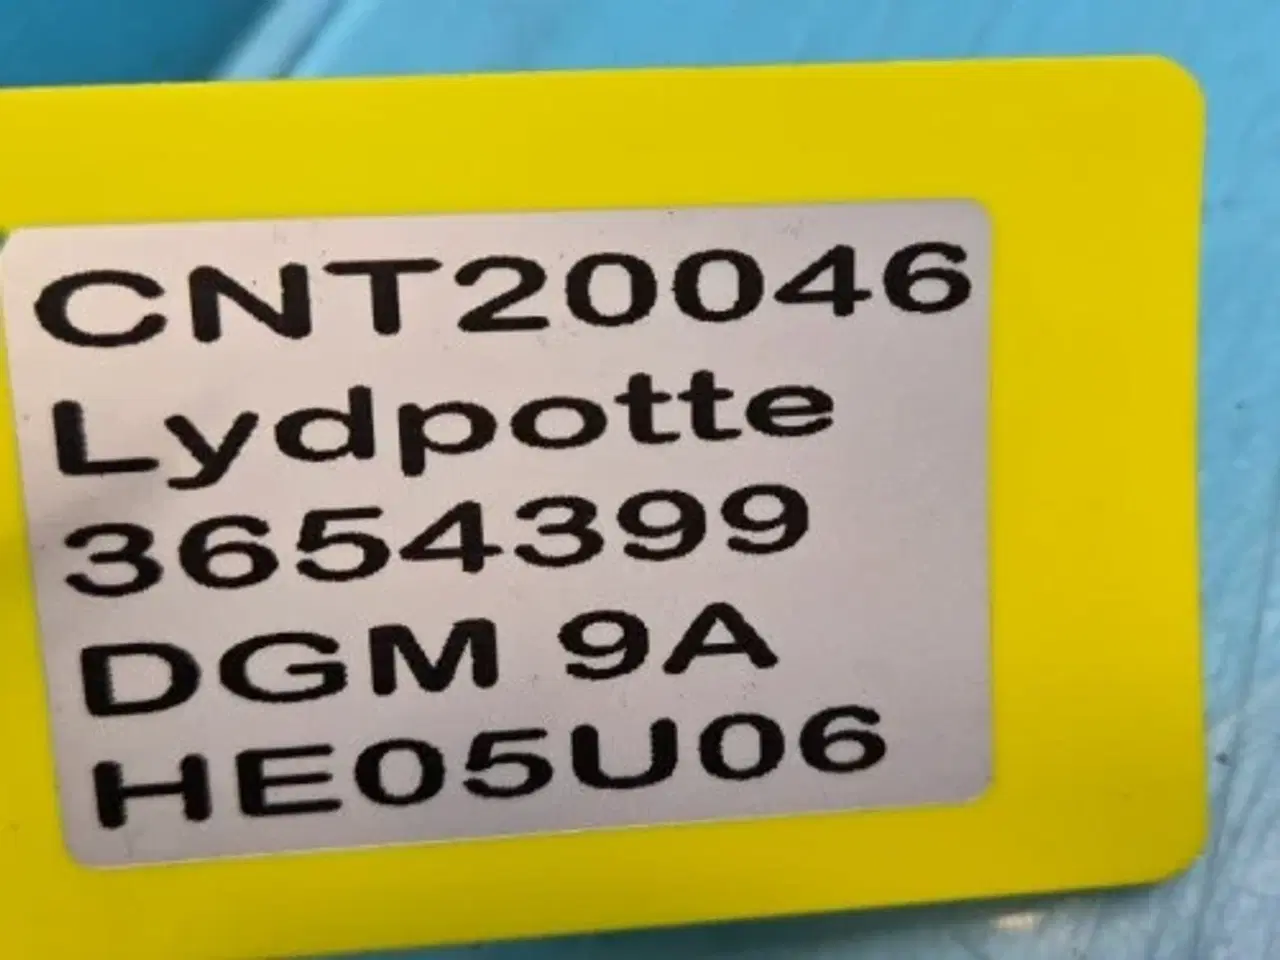 CNT20046
Lydpotte
3654399
DGM 9A
HE05U06